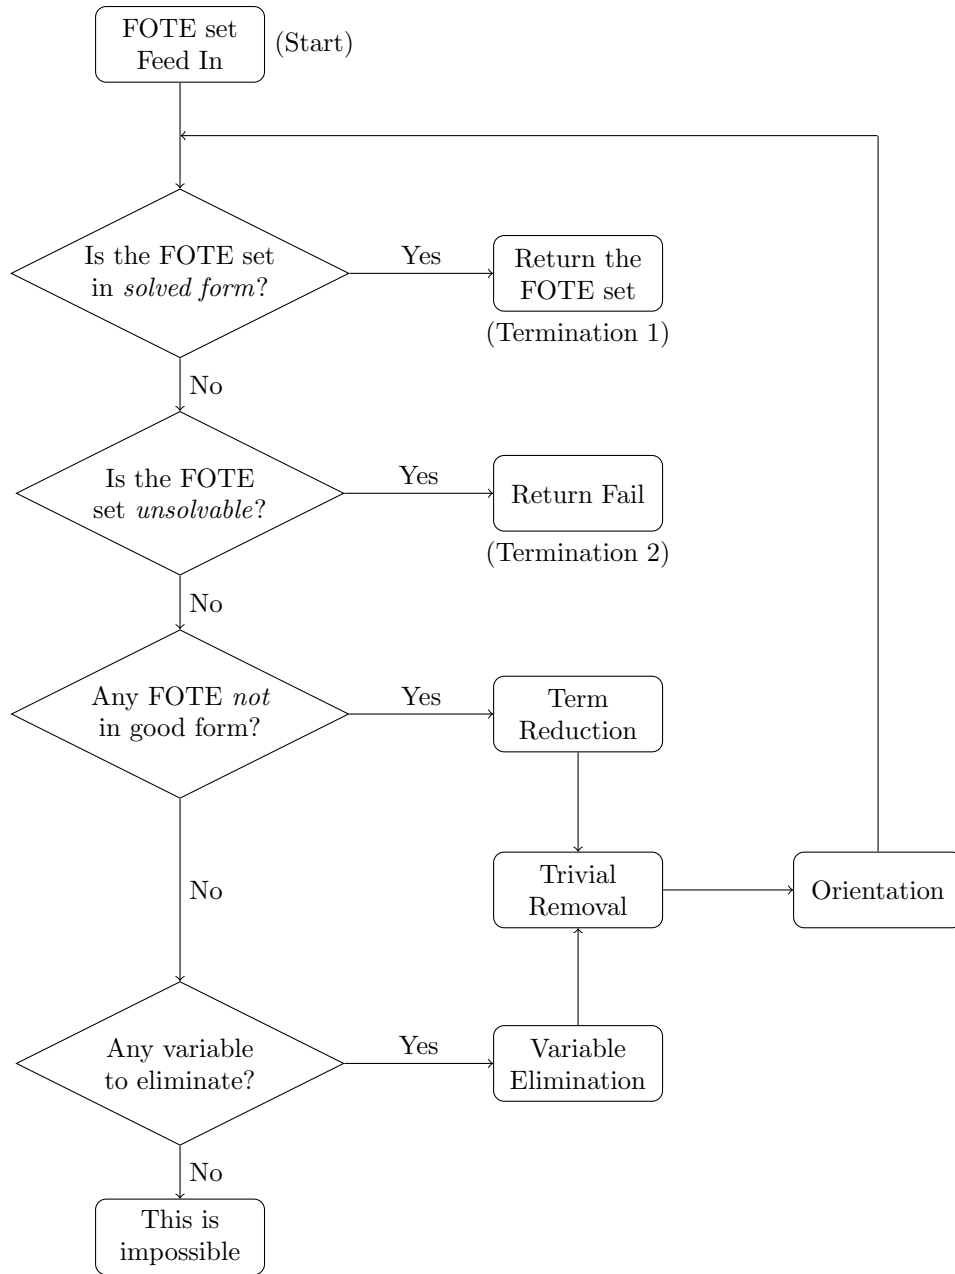 FOTE set
Feed In
(Start)
Is the FOTE set
in solved form?
Yes
Return the
FOTE set
(Termination 1)
No
Is the FOTE
set unsolvable?
Yes
Return Fail
(Termination 2)
No
Any FOTE not
in good form?
Yes
Term
Reduction
No
Trivial
Removal
Orientation
Any variable
to eliminate?
Yes
Variable
Elimination
No
This is
impossible